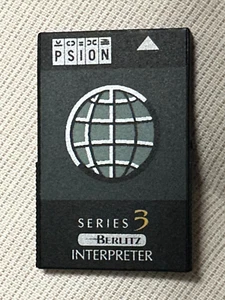 PSION
SERIES 3
BERLITZ
INTERPRETER